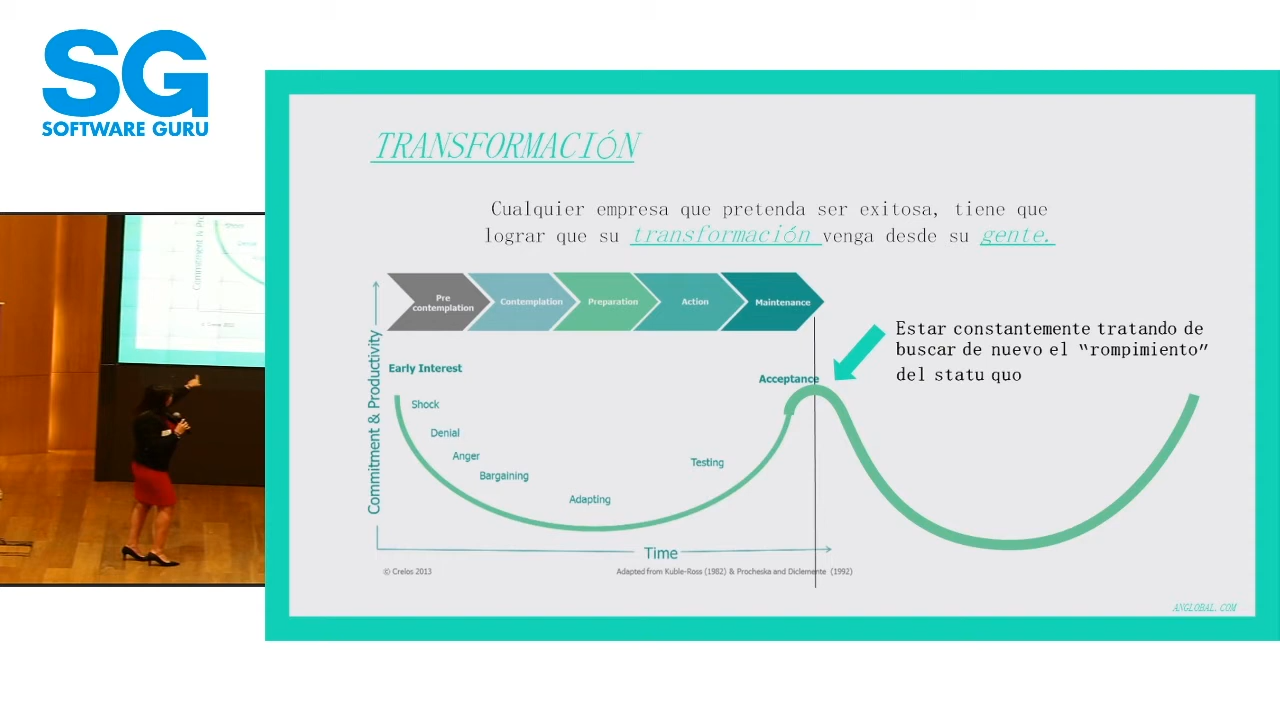 SG
SOFTWARE GURU
TRANSFORMACIÓN
Cualquier empresa que pretenda ser exitosa, tiene que
lograr que su transformación venga desde su gente.
Pre
contemplation
Contemplation
Preparation
Action
Maintenance
Estar constantemente tratando de
buscar de nuevo el “rompimiento”
del statu quo
Commitment & Productivity
Early Interest
Acceptance
Shock
Denial
Anger
Bargaining
Adapting
Testing
Time
© Crelos 2013
Adapted from Kuble-Ross (1982) & Procheska and Diclemente (1992)
ANGLOBAL.COM